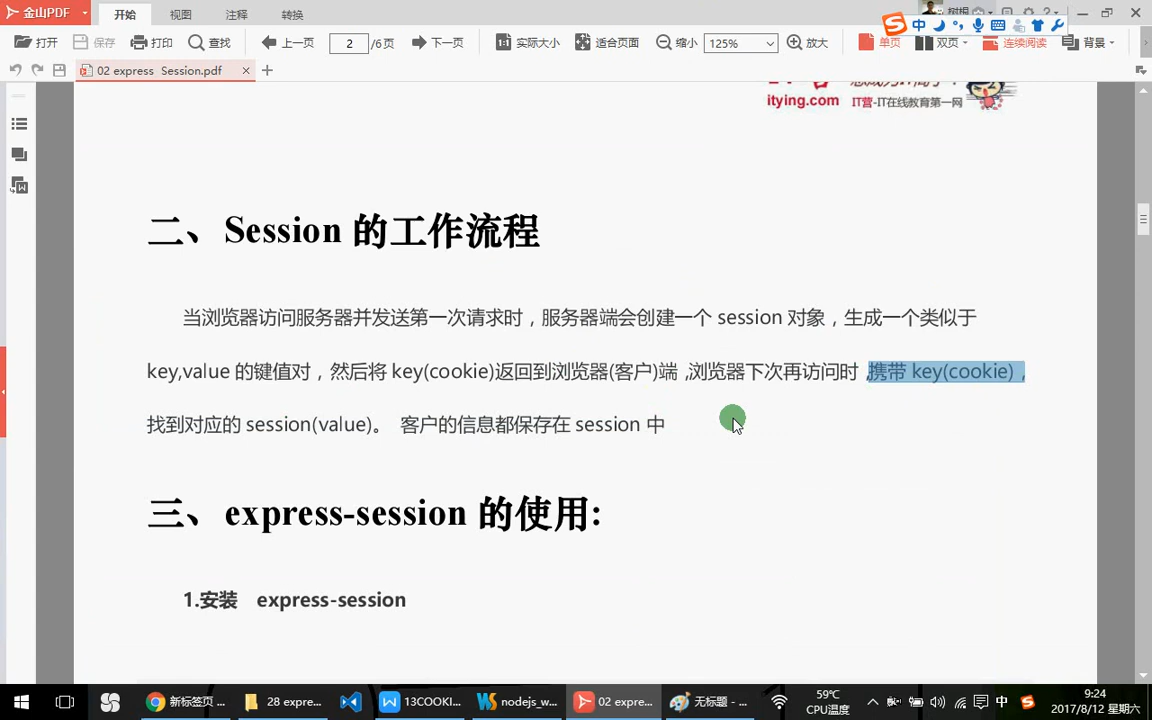 金山PDF
开始
视图
注释
转换
树根
打开
保存
打印
查找
上一页
2
/6页
下一页
1:1
实际大小
适合页面
缩小
125%
放大
单页
双页
连续阅读
背景
中
02 express Session.pdf
itying.com
IT营-IT在线教育第一网
二、Session 的工作流程
当浏览器访问服务器并发送第一次请求时，服务器端会创建一个 session 对象，生成一个类似于
key,value 的键值对，然后将 key(cookie)返回到浏览器(客户)端,浏览器下次再访问时,携带 key(cookie)，
找到对应的 session(value)。 客户的信息都保存在 session 中
三、express-session 的使用:
1.安装 express-session
新标签页 ...
28 expre...
13COOKI...
nodejs_w...
02 expre...
无标题 - ...
59℃
CPU温度
中
9:24
2017/8/12 星期六